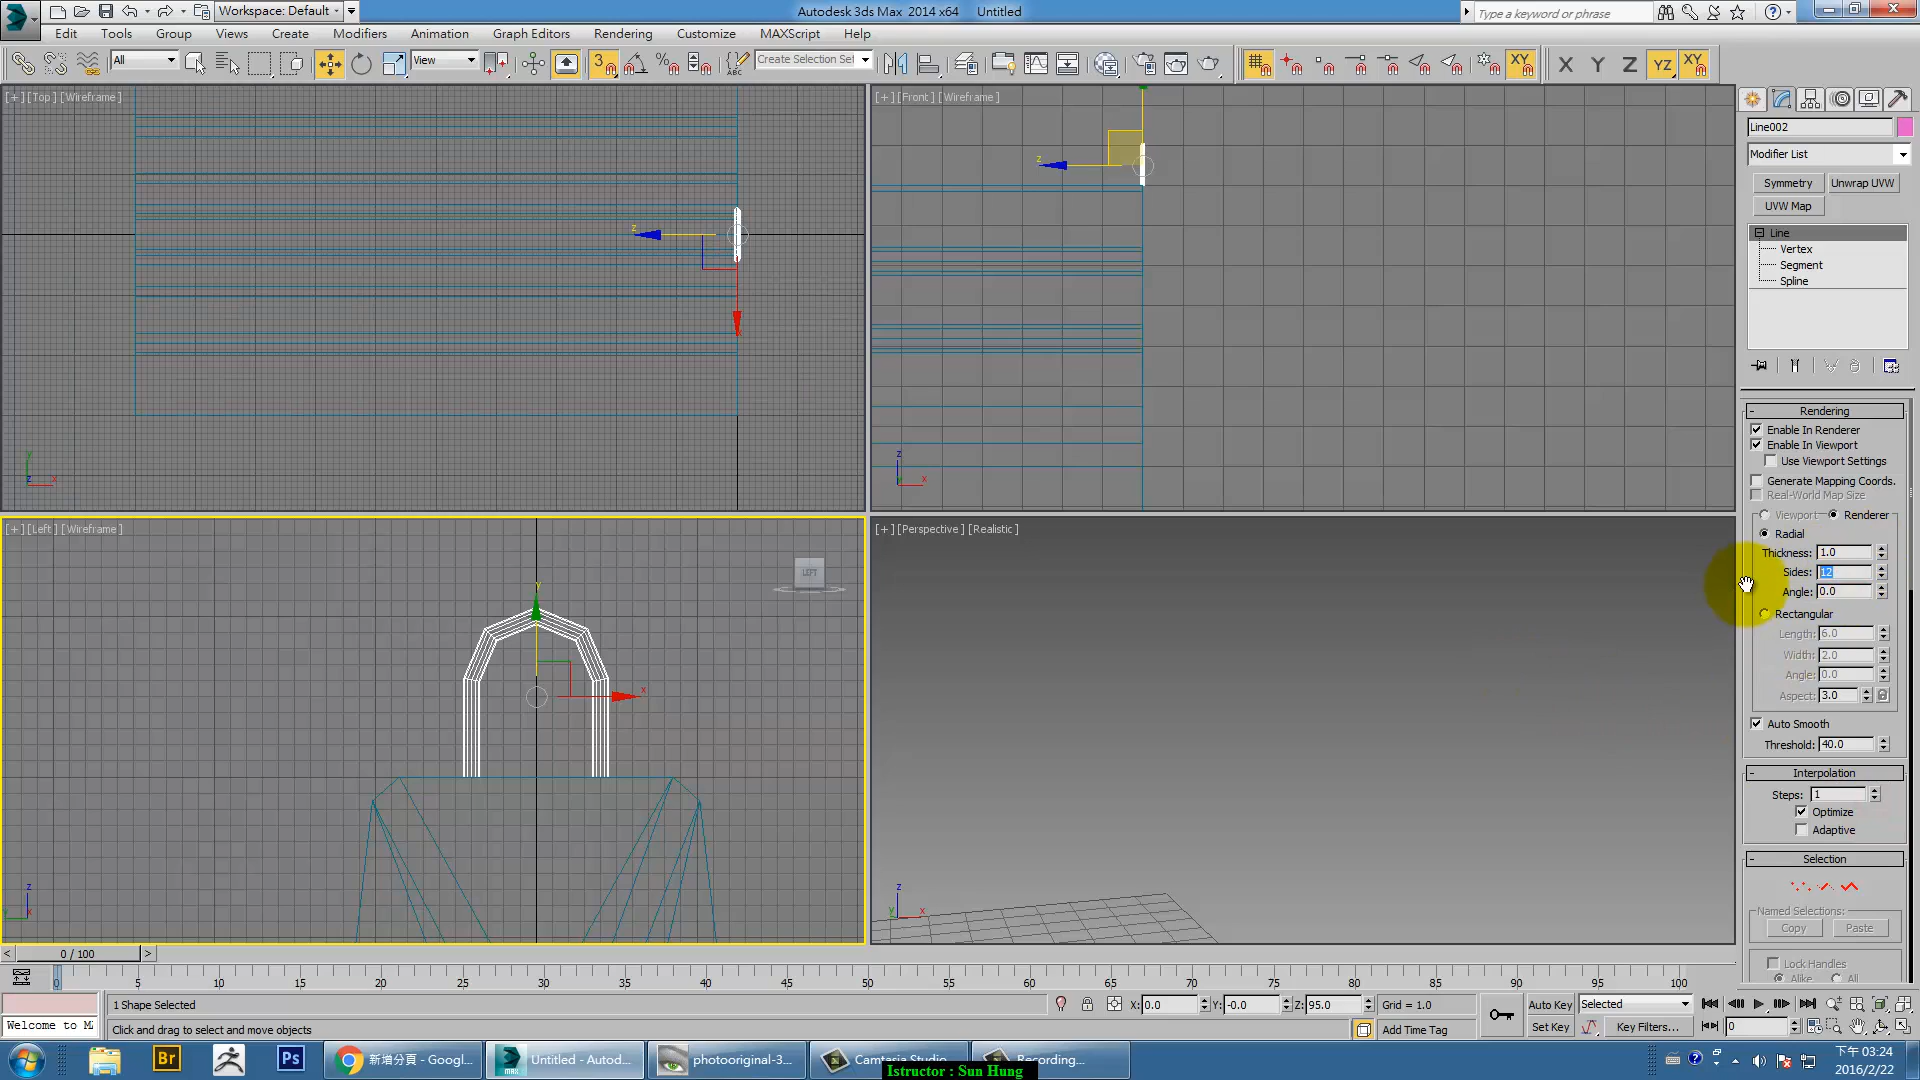 Workspace: Default
Autodesk 3ds Max 2014 x64 Untitled
Type a keyword or phrase
Edit Tools Group Views Create Modifiers Animation Graph Editors Rendering Customize MAXScript Help
All
View
3
Create Selection Se
XY
X Y Z YZ XY
[+][Top][Wireframe]
[+][Front][Wireframe]
[+][Left][Wireframe]
[+][Perspective][Realistic]
LEFT
Line002
Modifier List
Symmetry Unwrap UVW
UVW Map
Line
Vertex
Segment
Spline
Rendering
Enable In Renderer
Enable In Viewport
Use Viewport Settings
Generate Mapping Coords.
Real-World Map Size
Viewport Renderer
Radial
Thickness: 1.0
Sides: 12
Angle: 0.0
Rectangular
Length: 6.0
Width: 2.0
Angle: 0.0
Aspect: 3.0
Auto Smooth
Threshold: 40.0
Interpolation
Steps: 1
Optimize
Adaptive
Selection
Named Selections:
Copy Paste
Lock Handles
Alike All
< 0 / 100 >
0 5 10 15 20 25 30 35 40 45 50 55 60 65 70 75 80 85 90 95 100
1 Shape Selected
X: 0.0 Y: -0.0 Z: 95.0 Grid = 1.0
Auto Key Selected
Welcome to M
Click and drag to select and move objects
Add Time Tag
Set Key Key Filters...
0
Br
Ps
新增分頁 - Googl...
Untitled - Autod...
photooriginal-3...
Camtasia Studio
Recording...
Istructor : Sun Hung
下午 03:24
2016/2/22